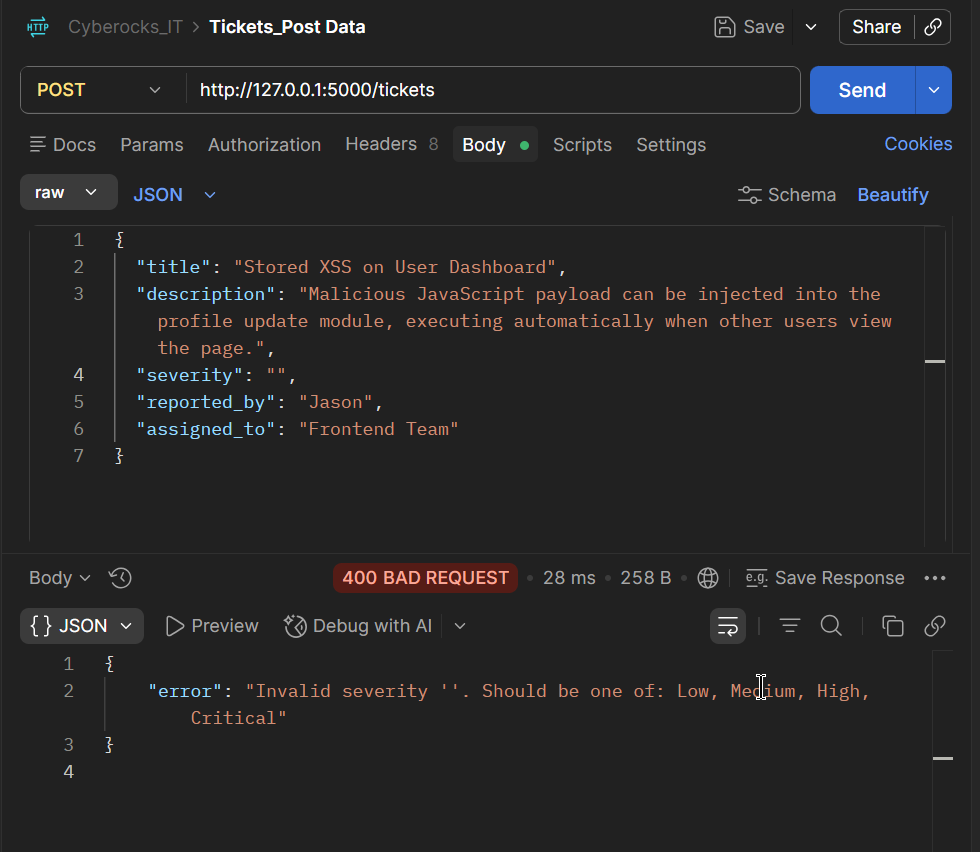 HTTP Cyberocks_IT > Tickets_Post Data Save Share
POST http://127.0.0.1:5000/tickets Send
Docs Params Authorization Headers 8 Body Scripts Settings Cookies
raw JSON Schema Beautify
1 {
2 "title": "Stored XSS on User Dashboard",
3 "description": "Malicious JavaScript payload can be injected into the
profile update module, executing automatically when other users view
the page.",
4 "severity": "",
5 "reported_by": "Jason",
6 "assigned_to": "Frontend Team"
7 }
Body 400 BAD REQUEST • 28 ms • 258 B • e.g. Save Response
{} JSON Preview Debug with AI
1 {
2 "error": "Invalid severity ''. Should be one of: Low, Medium, High,
Critical"
3 }
4